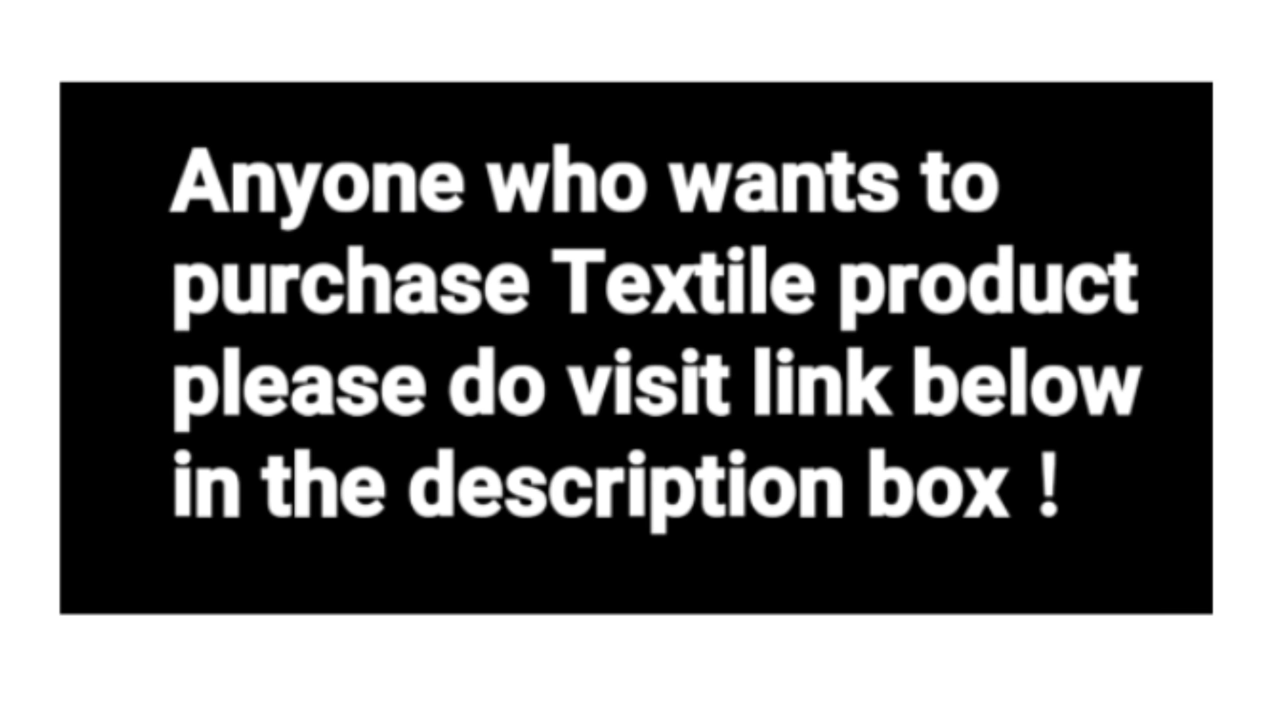 Anyone who wants to
purchase Textile product
please do visit link below
in the description box !